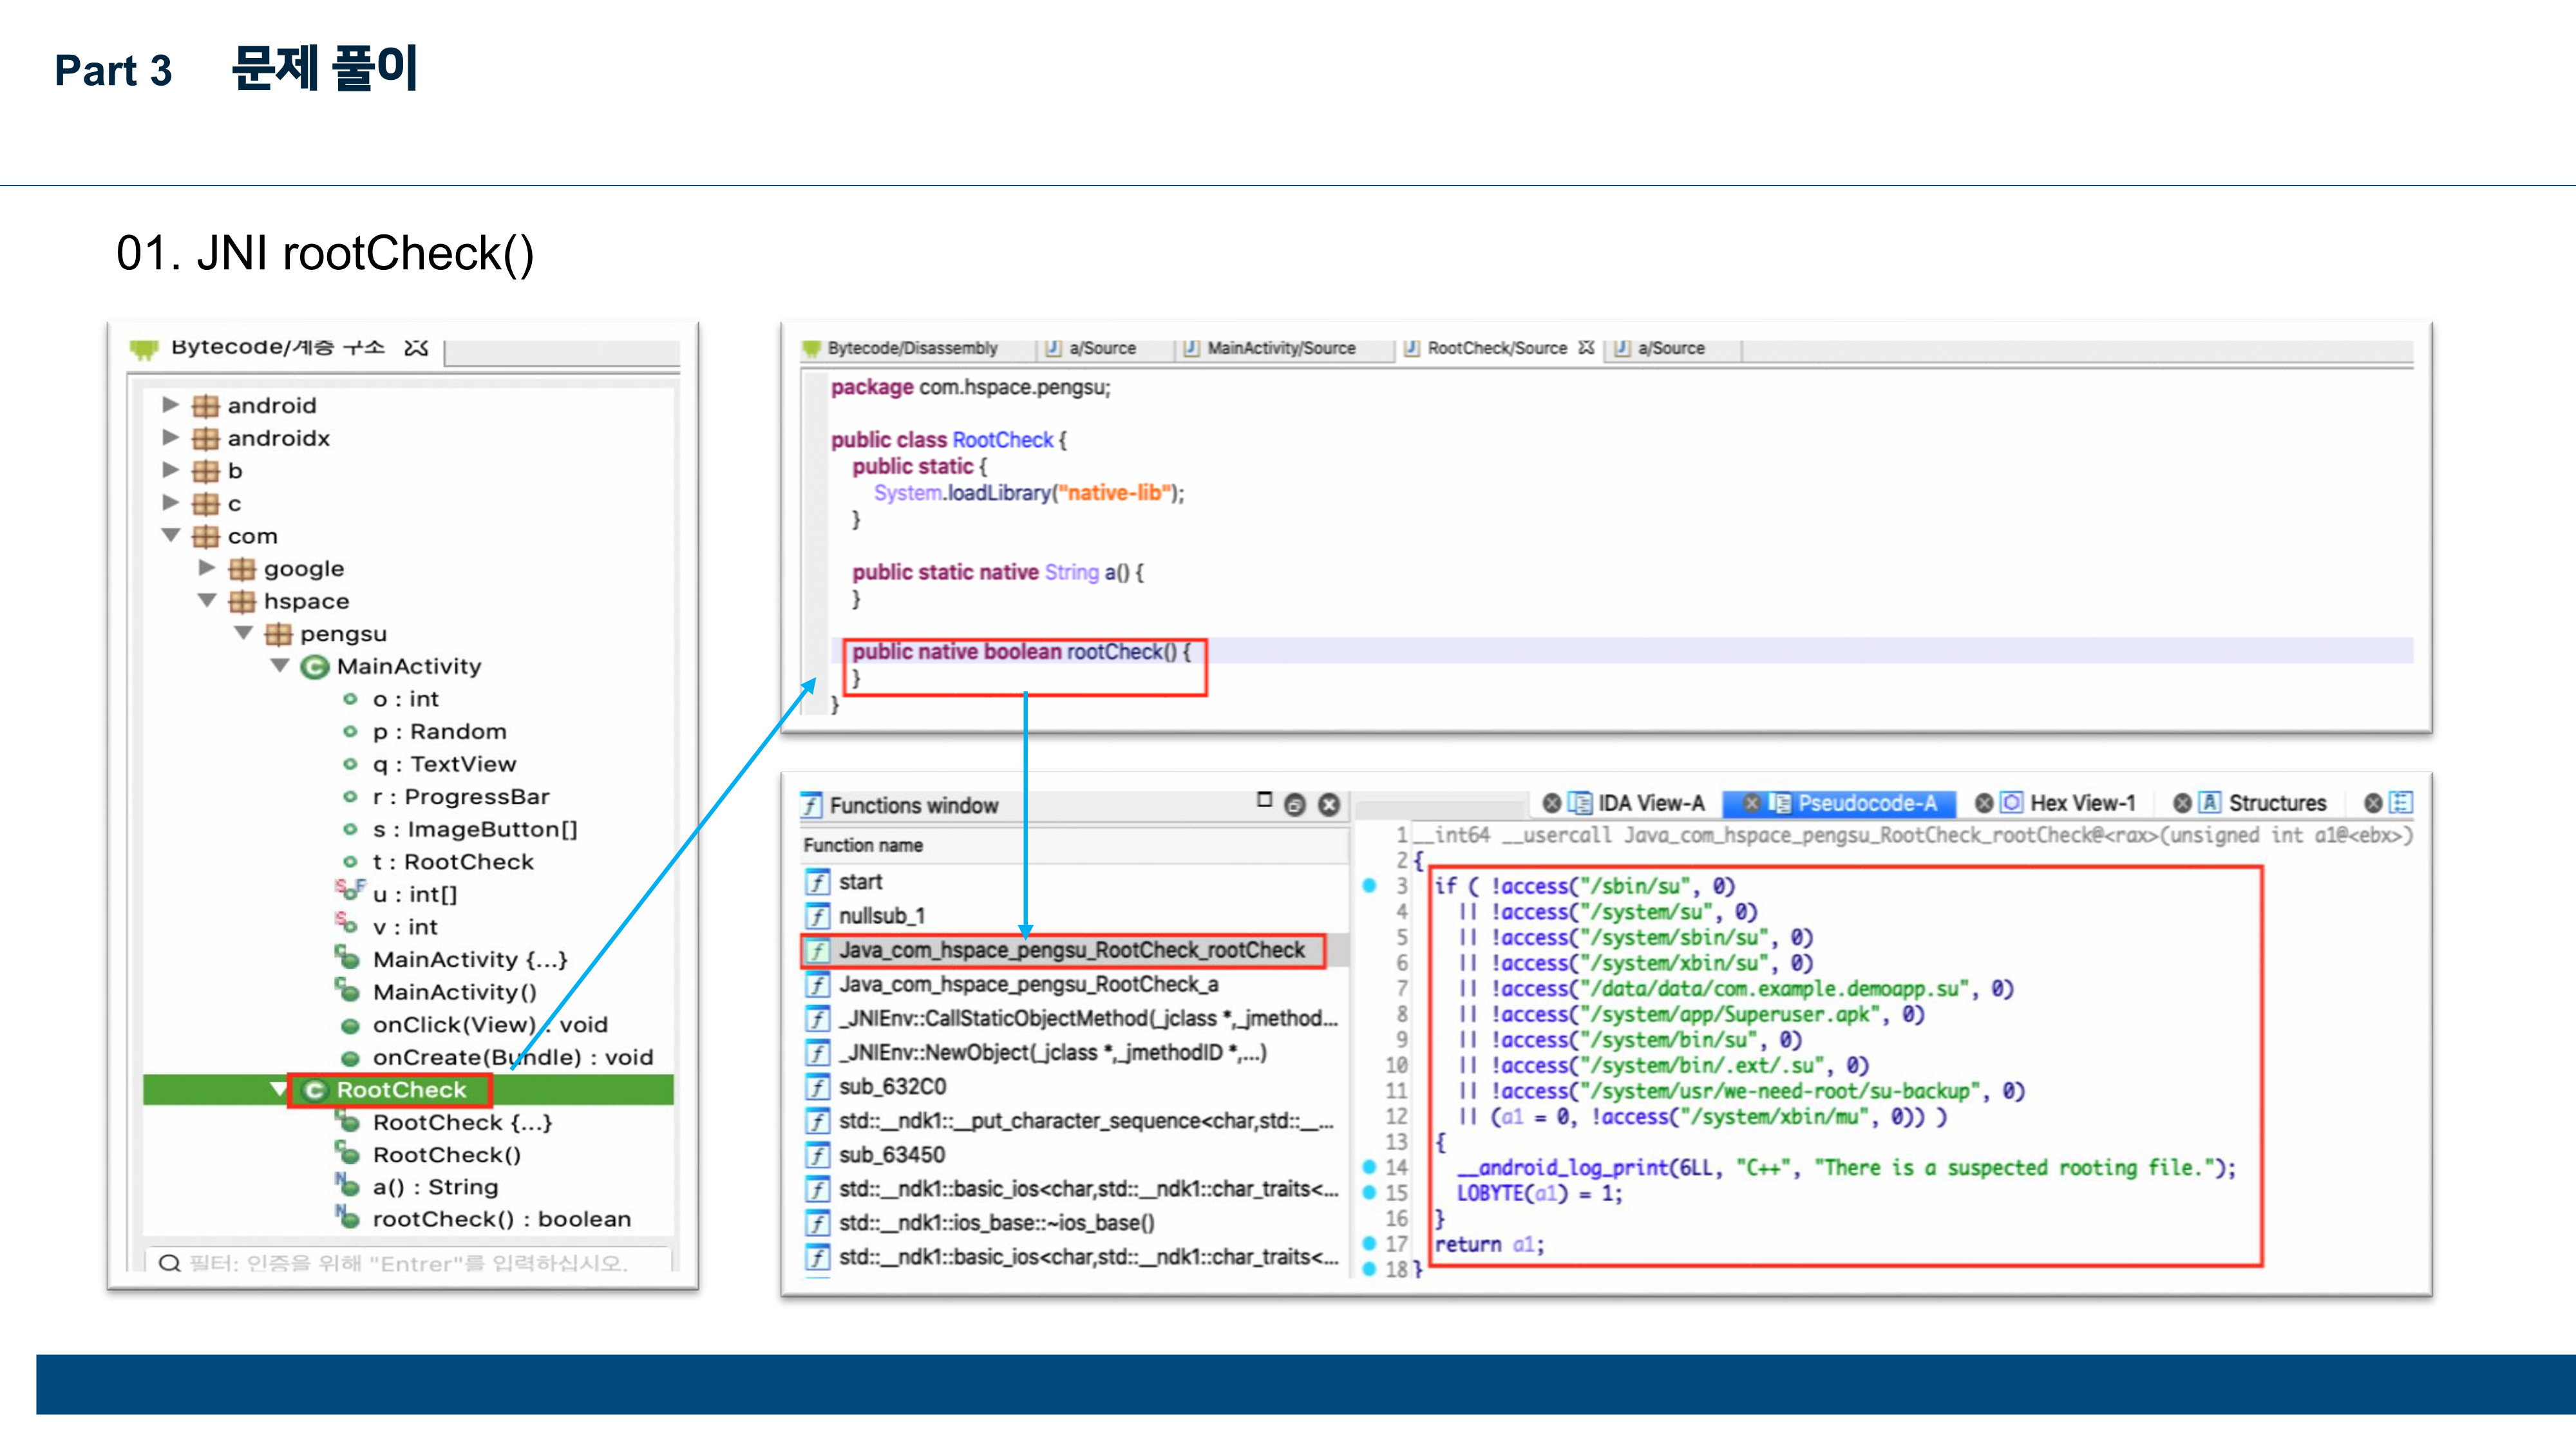 Part 3 문제 풀이
01. JNI rootCheck()
Bytecode/계층 구조
android
androidx
b
c
com
google
hspace
pengsu
MainActivity
o : int
p : Random
q : TextView
r : ProgressBar
s : ImageButton[]
t : RootCheck
u : int[]
v : int
MainActivity {...}
MainActivity()
onClick(View) : void
onCreate(Bundle) : void
RootCheck
RootCheck {...}
RootCheck()
a() : String
rootCheck() : boolean
필터: 인증을 위해 "Entrer"를 입력하십시오.
Bytecode/Disassembly a/Source MainActivity/Source RootCheck/Source a/Source
package com.hspace.pengsu;
public class RootCheck {
public static {
System.loadLibrary("native-lib");
}
public static native String a() {
}
public native boolean rootCheck() {
}
}
Functions window
Function name
start
nullsub_1
Java_com_hspace_pengsu_RootCheck_rootCheck
Java_com_hspace_pengsu_RootCheck_a
_JNIEnv::CallStaticObjectMethod(_jclass *,_jmethod...
_JNIEnv::NewObject(_jclass *,_jmethodID *,...)
sub_632C0
std::__ndk1::__put_character_sequence<char,std::__...
sub_63450
std::__ndk1::basic_ios<char,std::__ndk1::char_traits<...
std::__ndk1::ios_base::~ios_base()
std::__ndk1::basic_ios<char,std::__ndk1::char_traits<...
IDA View-A Pseudocode-A Hex View-1 Structures
1 __int64 __usercall Java_com_hspace_pengsu_RootCheck_rootCheck@<rax>(unsigned int a1@<ebx>)
2 {
3 if ( !access("/sbin/su", 0)
4 || !access("/system/su", 0)
5 || !access("/system/sbin/su", 0)
6 || !access("/system/xbin/su", 0)
7 || !access("/data/data/com.example.demoapp.su", 0)
8 || !access("/system/app/Superuser.apk", 0)
9 || !access("/system/bin/su", 0)
10 || !access("/system/bin/.ext/.su", 0)
11 || !access("/system/usr/we-need-root/su-backup", 0)
12 || (a1 = 0, !access("/system/xbin/mu", 0)) )
13 {
14 __android_log_print(6LL, "C++", "There is a suspected rooting file.");
15 LOBYTE(a1) = 1;
16 }
17 return a1;
18 }